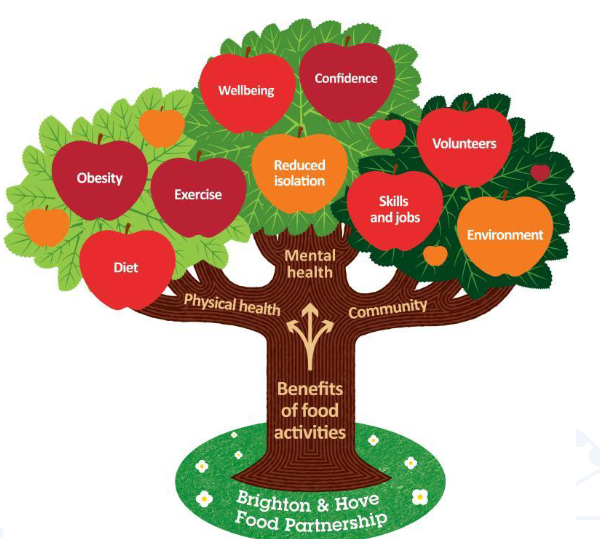 Wellbeing
Confidence
Obesity
Exercise
Reduced
isolation
Volunteers
Skills
and jobs
Environment
Diet
Mental
health
Physical health
Community
Benefits
of food
activities
Brighton & Hove
Food Partnership